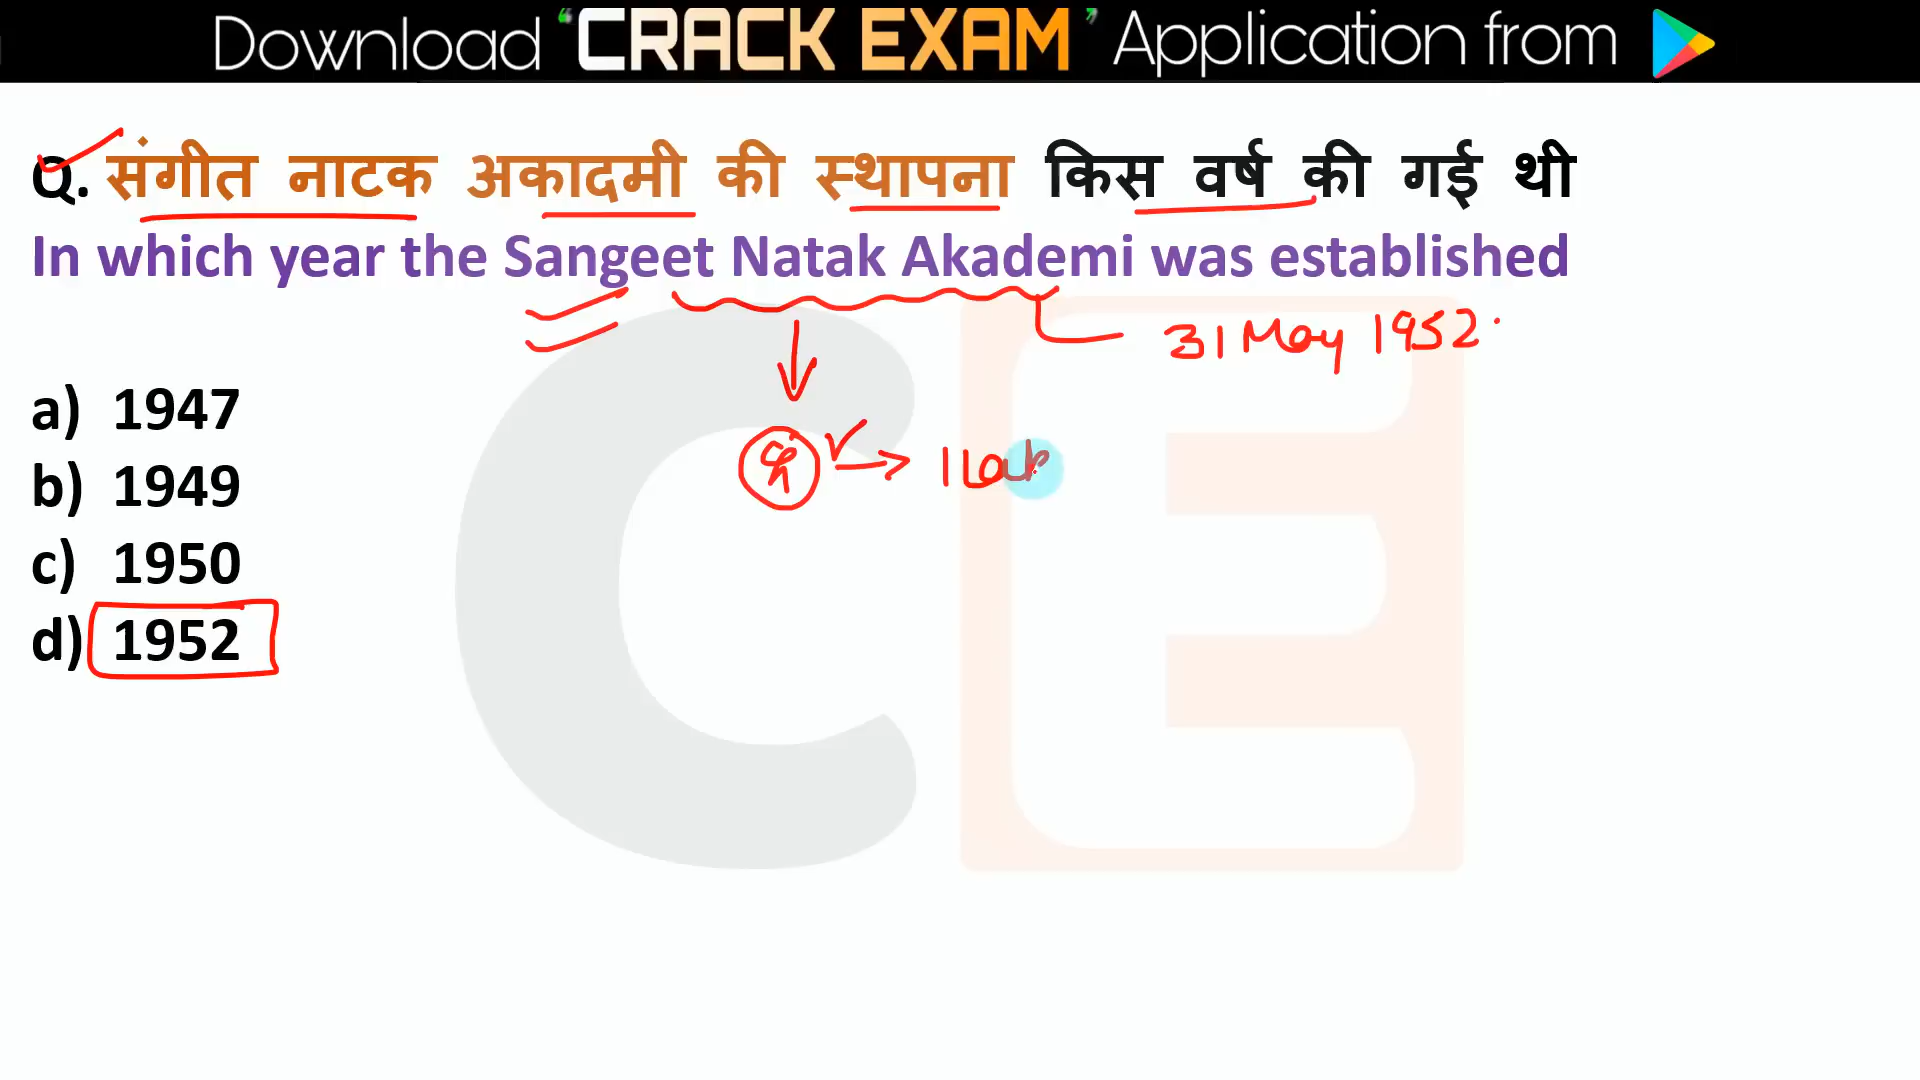 Download ‘CRACK EXAM’ Application from
Q. संगीत नाटक अकादमी की स्थापना किस वर्ष की गई थी
In which year the Sangeet Natak Akademi was established
31 May 1952
a) 1947
b) 1949
c) 1950
d) 1952
CE